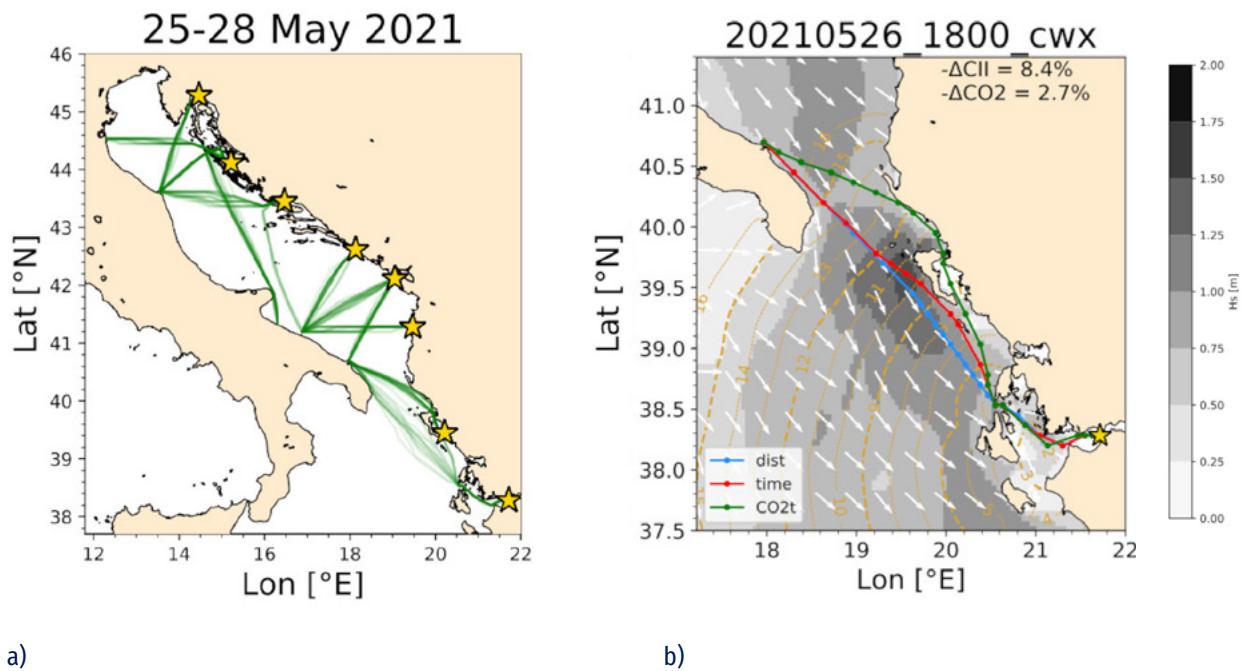 25-28 May 2021
46
45
44
43
42
41
40
39
38
Lat [°N]
12 14 16 18 20 22
Lon [°E]
a)
20210526_1800_cwx
-ΔCII = 8.4%
-ΔCO2 = 2.7%
41.0
40.5
40.0
39.5
39.0
38.5
38.0
37.5
Lat [°N]
14
12
10
dist
time
CO2t
18 19 20 21 22
Lon [°E]
2.00
1.75
1.50
1.25
1.00
0.75
0.50
0.25
0.00
Hs [m]
b)